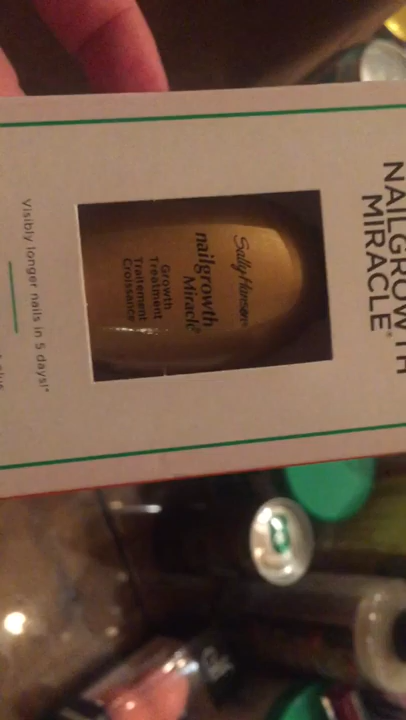 NAILGROWTH
MIRACLE®
Sally Hansen®
nailgrowth
Miracle®
Growth
Treatment
Traitement
Croissance
Visibly longer nails in 5 days!*